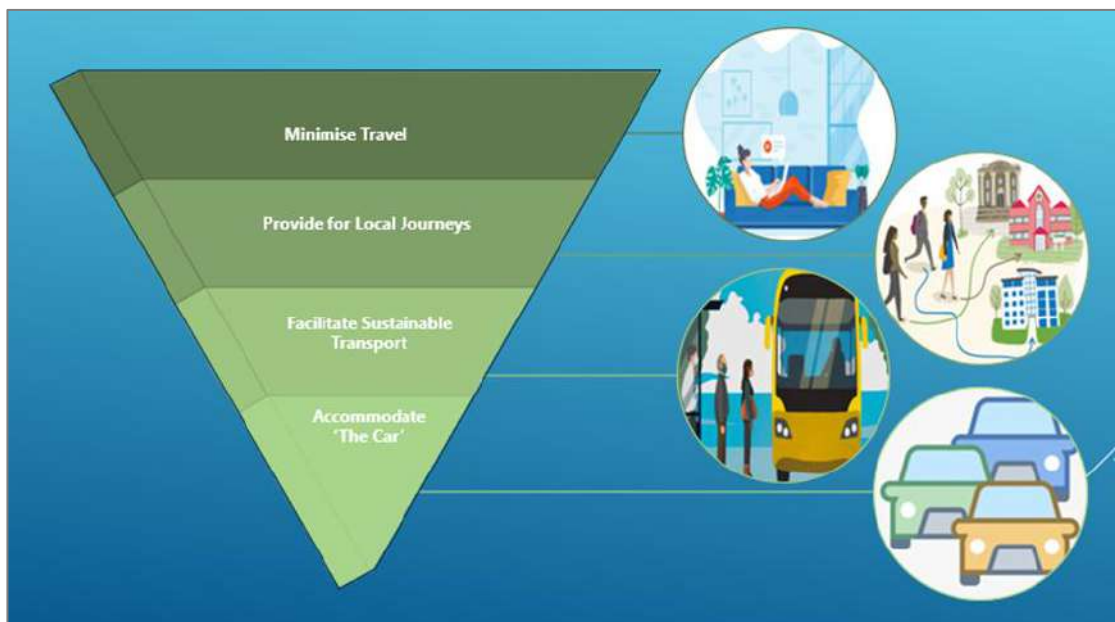 Minimise Travel
Provide for Local Journeys
Facilitate Sustainable
Transport
Accommodate
'The Car'